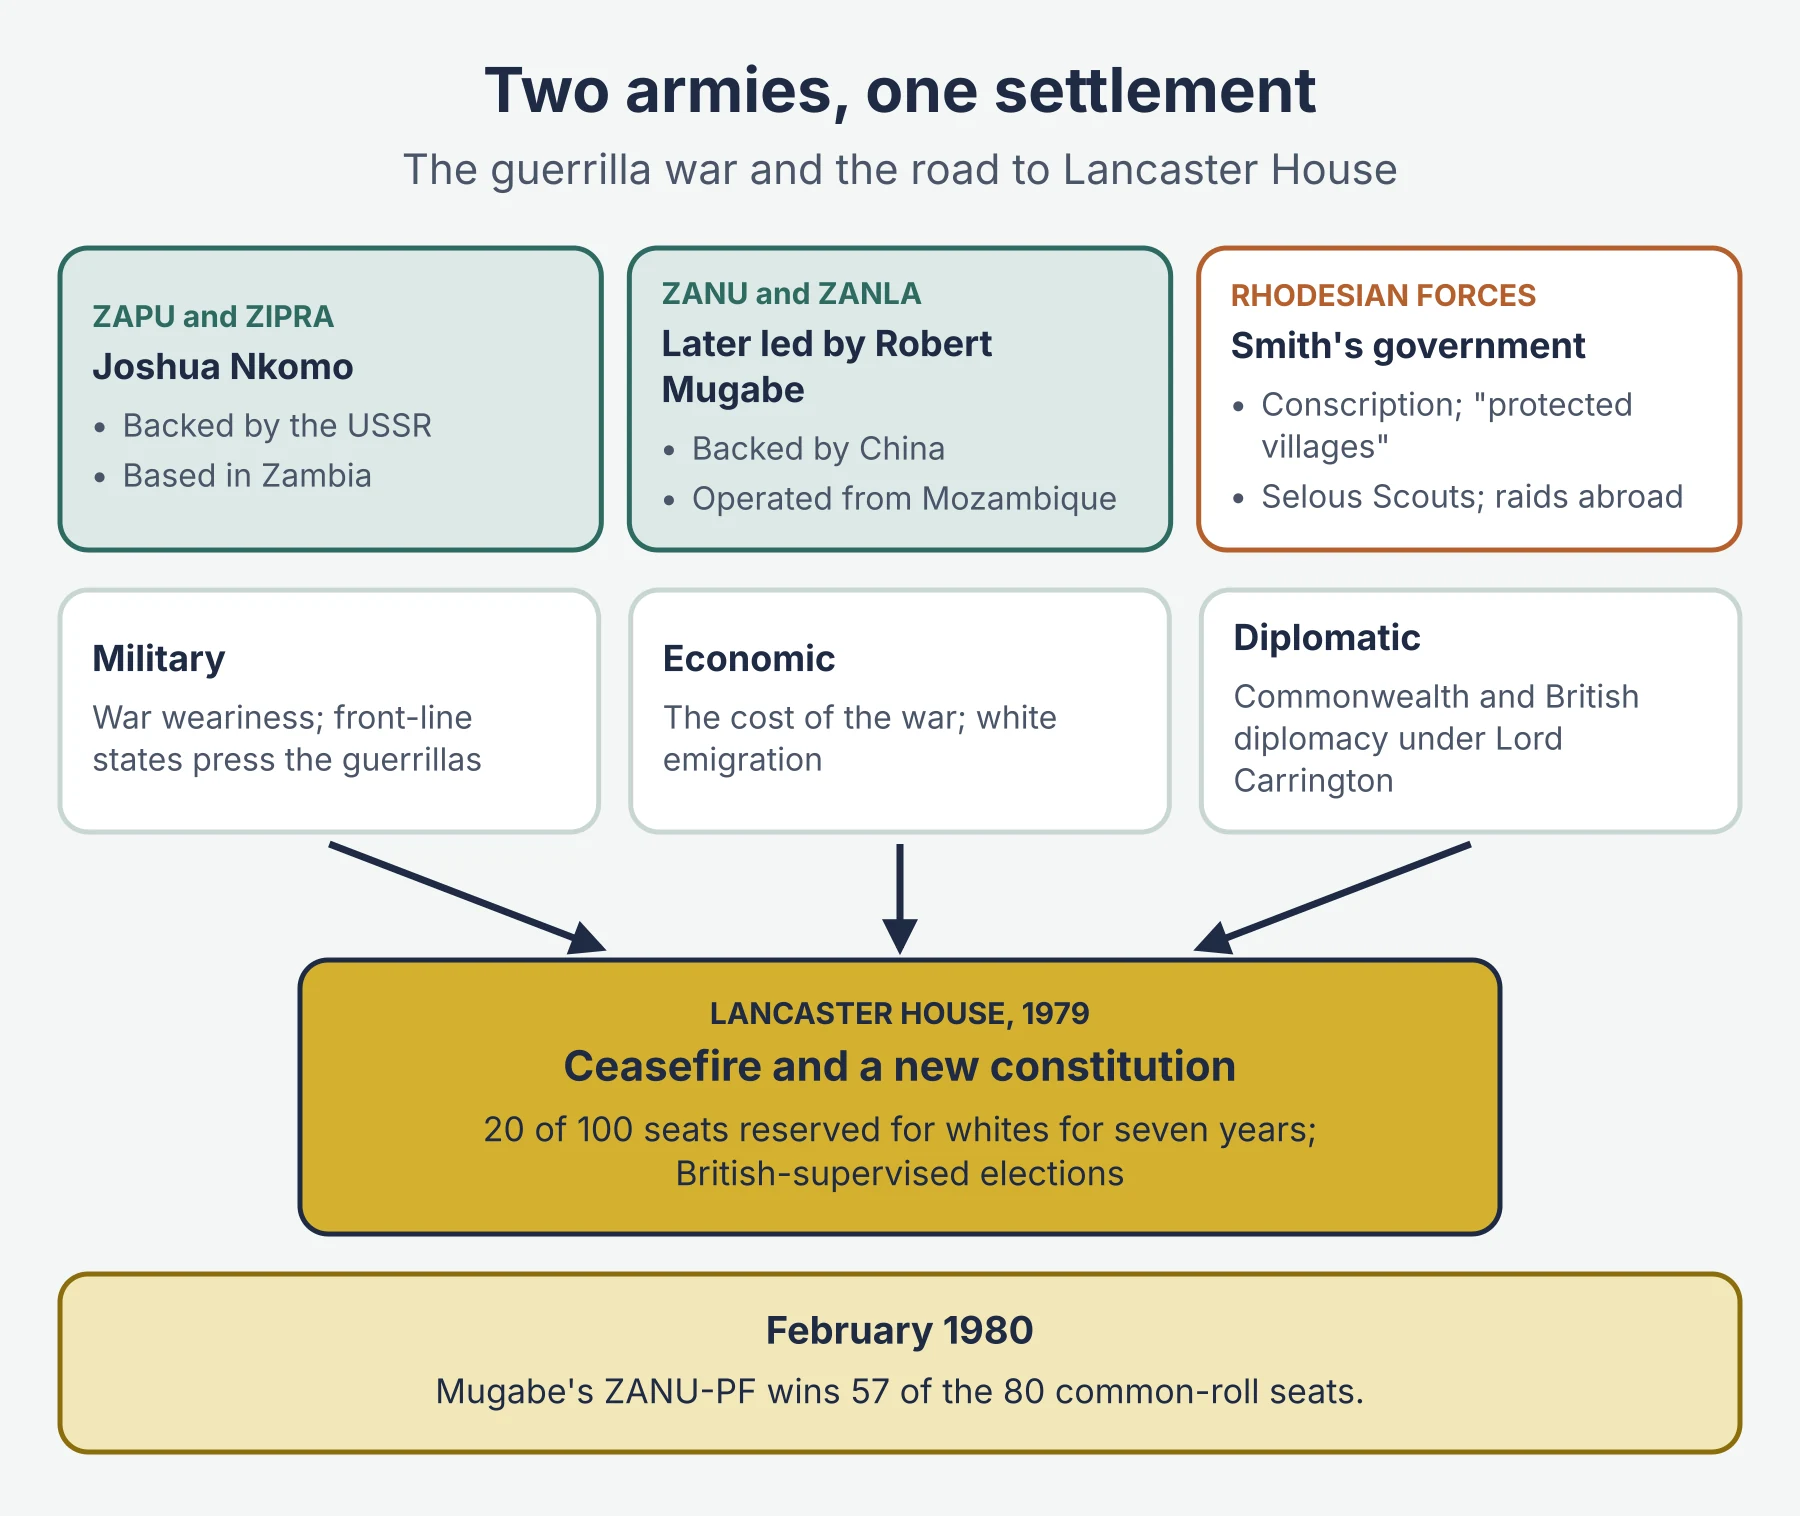 Two armies, one settlement
The guerrilla war and the road to Lancaster House
ZAPU and ZIPRA
Joshua Nkomo
• Backed by the USSR
• Based in Zambia
ZANU and ZANLA
Later led by Robert
Mugabe
• Backed by China
• Operated from Mozambique
RHODESIAN FORCES
Smith's government
• Conscription; "protected
villages"
• Selous Scouts; raids abroad
Military
War weariness; front-line
states press the guerrillas
Economic
The cost of the war; white
emigration
Diplomatic
Commonwealth and British
diplomacy under Lord
Carrington
LANCASTER HOUSE, 1979
Ceasefire and a new constitution
20 of 100 seats reserved for whites for seven years;
British-supervised elections
February 1980
Mugabe's ZANU-PF wins 57 of the 80 common-roll seats.